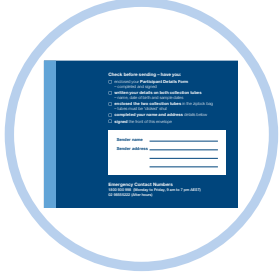 Check before sending – have you:
☐ enclosed your Participant Details Form
– completed and signed
☐ written your details on both collection tubes
– name, date of birth and sample dates
☐ enclosed the two collection tubes in the ziplock bag
– tubes must be 'clicked' shut
☐ completed your name and address details below
☐ signed the front of the envelope
Sender name
Sender address
Emergency Contact Numbers
(Monday to Friday, 9 am to 7 pm AEST)
(After hours)